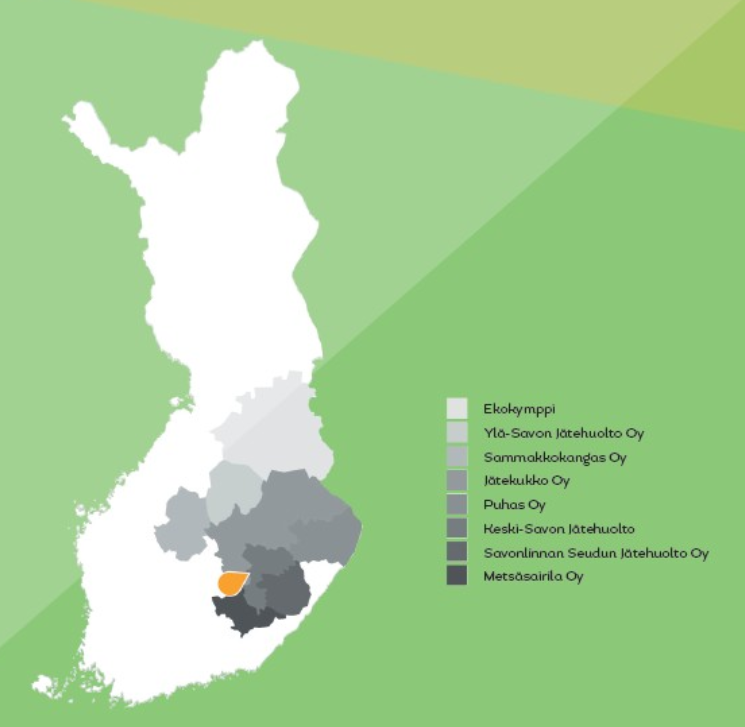 Ekokymppi
Ylä-Savon Jätehuolto Oy
Sammakkokangas Oy
Jätekukko Oy
Puhas Oy
Keski-Savon Jätehuolto
Savonlinnan Seudun Jätehuolto Oy
Metsäsairila Oy